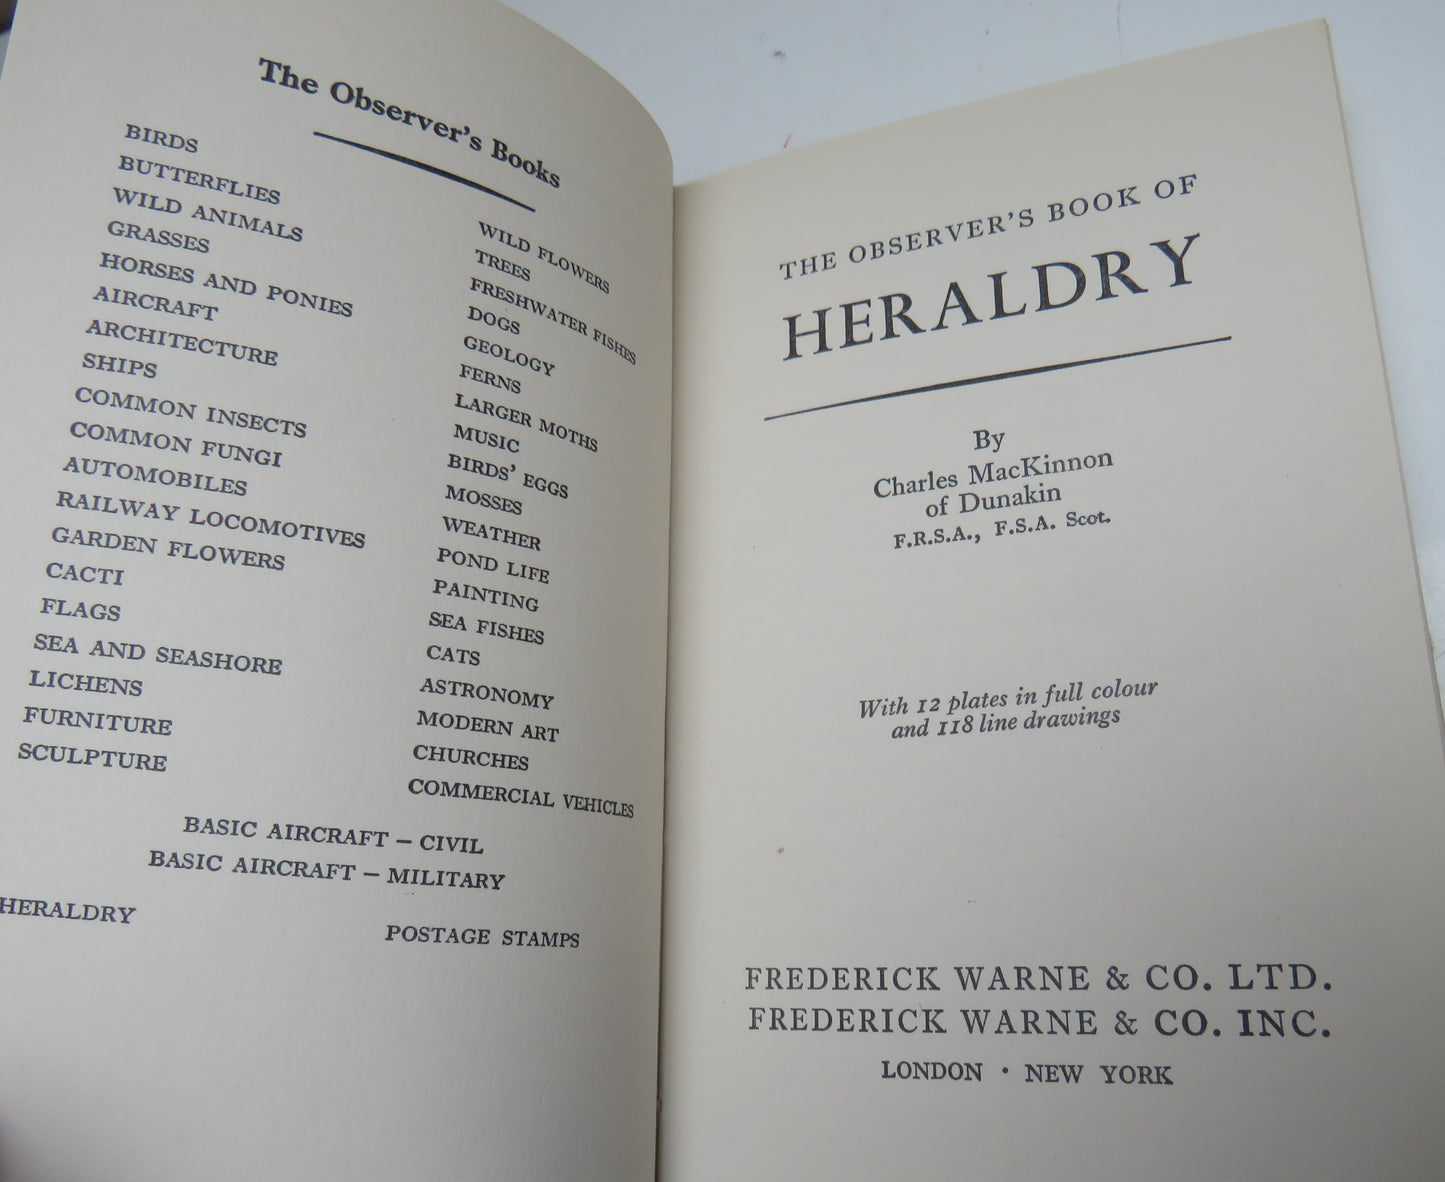 The Observer's Books
BIRDS
BUTTERFLIES
WILD ANIMALS
GRASSES
HORSES AND PONIES
AIRCRAFT
ARCHITECTURE
SHIPS
COMMON INSECTS
COMMON FUNGI
AUTOMOBILES
RAILWAY LOCOMOTIVES
GARDEN FLOWERS
CACTI
FLAGS
SEA AND SEASHORE
LICHENS
FURNITURE
SCULPTURE
WILD FLOWERS
TREES
FRESHWATER FISHES
DOGS
GEOLOGY
FERNS
LARGER MOTHS
MUSIC
BIRDS' EGGS
MOSSES
WEATHER
POND LIFE
PAINTING
SEA FISHES
CATS
ASTRONOMY
MODERN ART
CHURCHES
COMMERCIAL VEHICLES
BASIC AIRCRAFT – CIVIL
BASIC AIRCRAFT – MILITARY
HERALDRY
POSTAGE STAMPS
THE OBSERVER'S BOOK OF
HERALDRY
By
Charles MacKinnon
of Dunakin
F.R.S.A., F.S.A. Scot.
With 12 plates in full colour
and 118 line drawings
FREDERICK WARNE & CO. LTD.
FREDERICK WARNE & CO. INC.
LONDON · NEW YORK